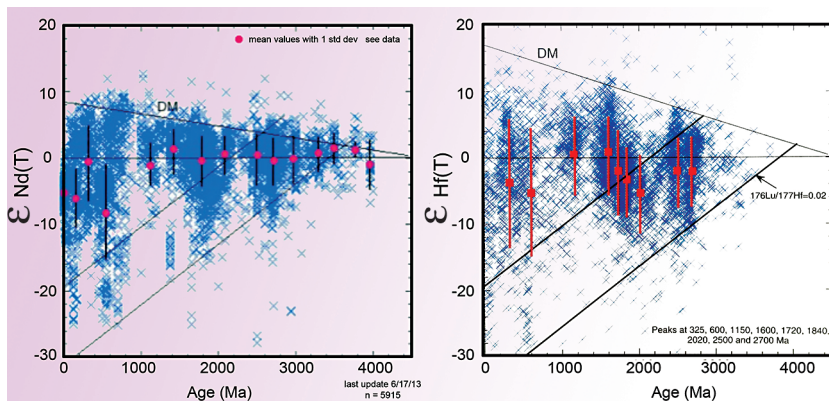 mean values with 1 std dev see data
DM
ε Nd(T)
20
10
0
-10
-20
-30
0 1000 2000 3000 4000
Age (Ma)
last update 6/17/13
n = 5915
DM
ε Hf(T)
20
10
0
-10
-20
-30
176Lu/177Hf=0.02
Peaks at 325, 600, 1150, 1600, 1720, 1840,
2020, 2500 and 2700 Ma
0 1000 2000 3000 4000
Age (Ma)